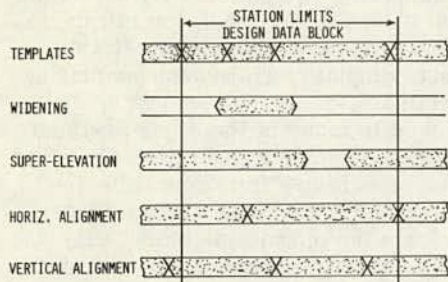 STATION LIMITS
DESIGN DATA BLOCK
TEMPLATES
WIDENING
SUPER-ELEVATION
HORIZ. ALIGNMENT
VERTICAL ALIGNMENT